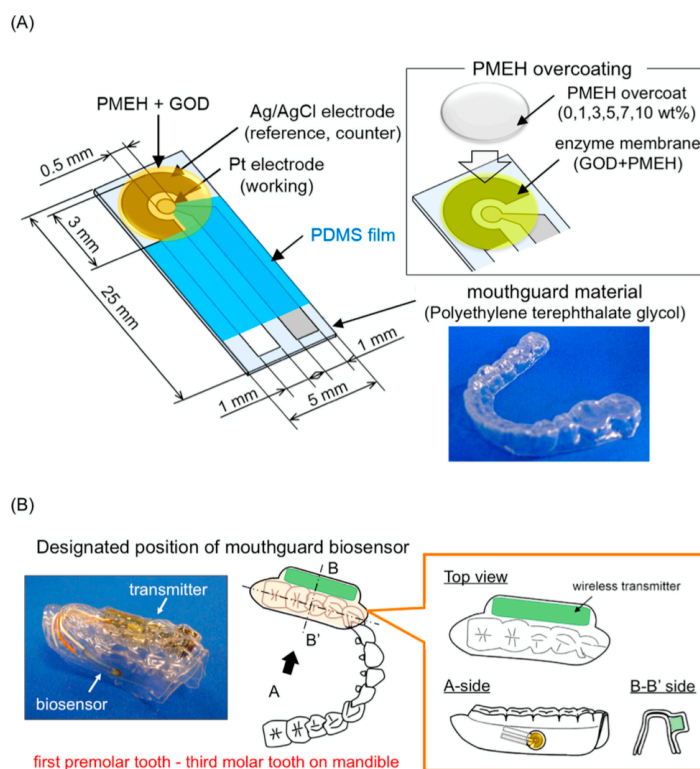 (A)
PMEH overcoating
PMEH + GOD
Ag/AgCl electrode
(reference, counter)
0.5 mm
Pt electrode
(working)
PMEH overcoat
(0,1,3,5,7,10 wt%)
enzyme membrane
(GOD+PMEH)
3 mm
PDMS film
25 mm
mouthguard material
(Polyethylene terephthalate glycol)
1 mm
1 mm
5 mm
(B)
Designated position of mouthguard biosensor
transmitter
biosensor
B
B'
A
Top view
wireless transmitter
A-side
B-B' side
first premolar tooth - third molar tooth on mandible